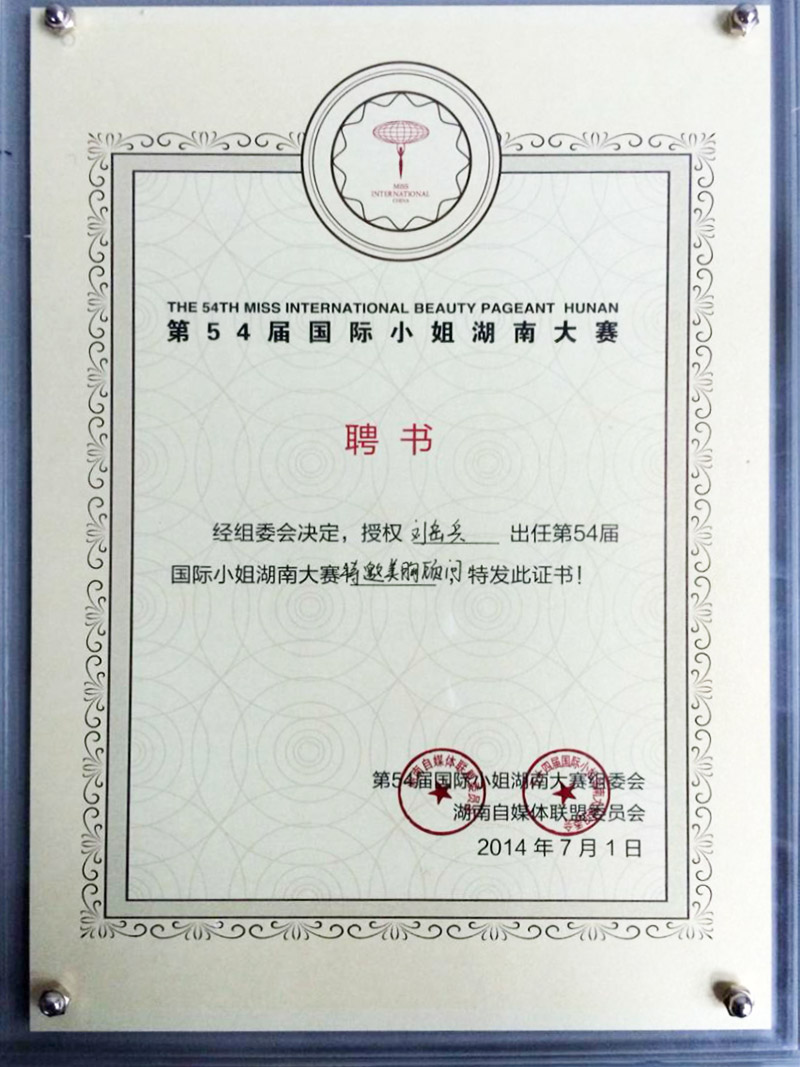 MISS
INTERNATIONAL
CHINA
THE 54TH MISS INTERNATIONAL BEAUTY PAGEANT HUNAN
第54届国际小姐湖南大赛
聘书
经组委会决定，授权 刘岳兵 出任第54届
国际小姐湖南大赛特邀美胸顾问，特发此证书！
第54届国际小姐湖南大赛组委会
湖南自媒体联盟委员会
2014年7月1日